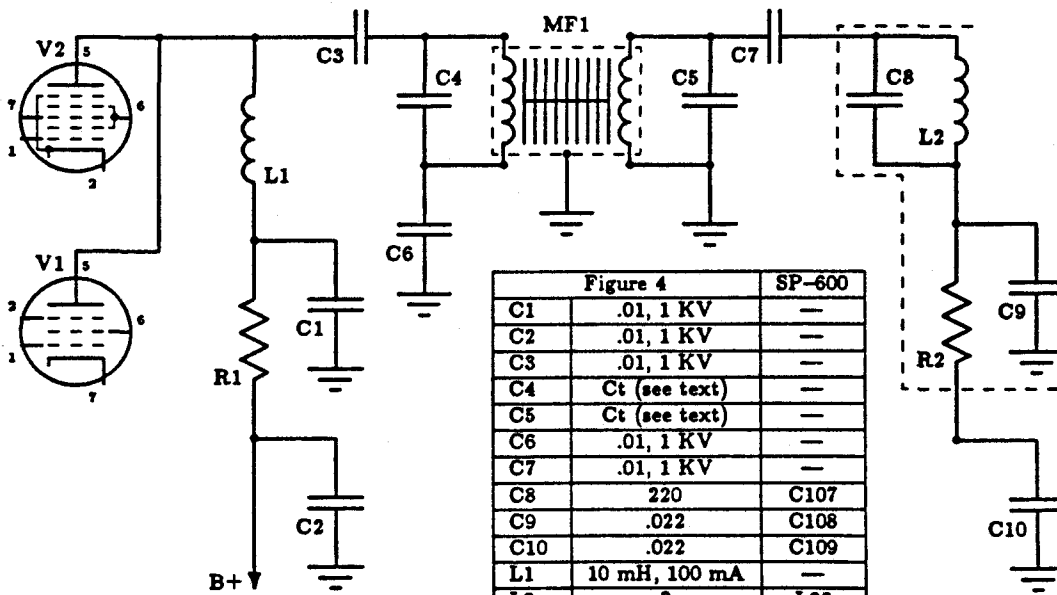 MF1
V2
5
C3
C7
C4
C5
C8
7
6
1
2
L1
L2
V1
5
C6
2
6
1
7
C1
R1
C9
R2
C2
C10
B+
Figure 4 SP-600
C1 .01, 1 KV —
C2 .01, 1 KV —
C3 .01, 1 KV —
C4 Ct (see text) —
C5 Ct (see text) —
C6 .01, 1 KV —
C7 .01, 1 KV —
C8 220 C107
C9 .022 C108
C10 .022 C109
L1 10 mH, 100 mA —